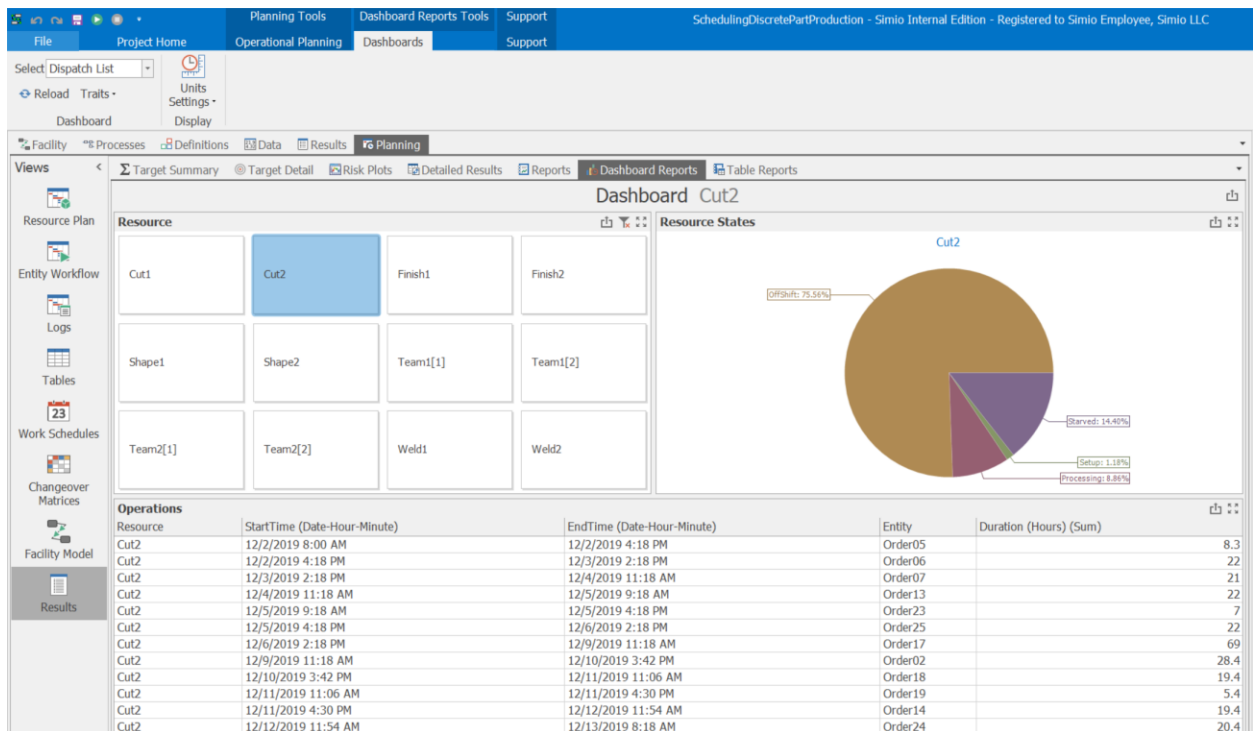 Planning Tools Dashboard Reports Tools Support SchedulingDiscretePartProduction - Simio Internal Edition - Registered to Simio Employee, Simio LLC
File Project Home Operational Planning Dashboards Support
Select Dispatch List
Reload Traits
Units
Settings
Dashboard Display
Facility Processes Definitions Data Results Planning
Views < Σ Target Summary Target Detail Risk Plots Detailed Results Reports Dashboard Reports Table Reports
Dashboard Cut2
Resource Plan
Entity Workflow
Logs
Tables
23
Work Schedules
Changeover
Matrices
Facility Model
Results
Resource
Cut1 Cut2 Finish1 Finish2
Shape1 Shape2 Team1[1] Team1[2]
Team2[1] Team2[2] Weld1 Weld2
Resource States
Cut2
OffShift: 75.56%
Starved: 14.40%
Setup: 1.18%
Processing: 8.86%
Operations
Resource StartTime (Date-Hour-Minute) EndTime (Date-Hour-Minute) Entity Duration (Hours) (Sum)
Cut2 12/2/2019 8:00 AM 12/2/2019 4:18 PM Order05 8.3
Cut2 12/2/2019 4:18 PM 12/3/2019 2:18 PM Order06 22
Cut2 12/3/2019 2:18 PM 12/4/2019 11:18 AM Order07 21
Cut2 12/4/2019 11:18 AM 12/5/2019 9:18 AM Order13 22
Cut2 12/5/2019 9:18 AM 12/5/2019 4:18 PM Order23 7
Cut2 12/5/2019 4:18 PM 12/6/2019 2:18 PM Order25 22
Cut2 12/6/2019 2:18 PM 12/9/2019 11:18 AM Order17 69
Cut2 12/9/2019 11:18 AM 12/10/2019 3:42 PM Order02 28.4
Cut2 12/10/2019 3:42 PM 12/11/2019 11:06 AM Order18 19.4
Cut2 12/11/2019 11:06 AM 12/11/2019 4:30 PM Order19 5.4
Cut2 12/11/2019 4:30 PM 12/12/2019 11:54 AM Order14 19.4
Cut2 12/12/2019 11:54 AM 12/13/2019 8:18 AM Order24 20.4